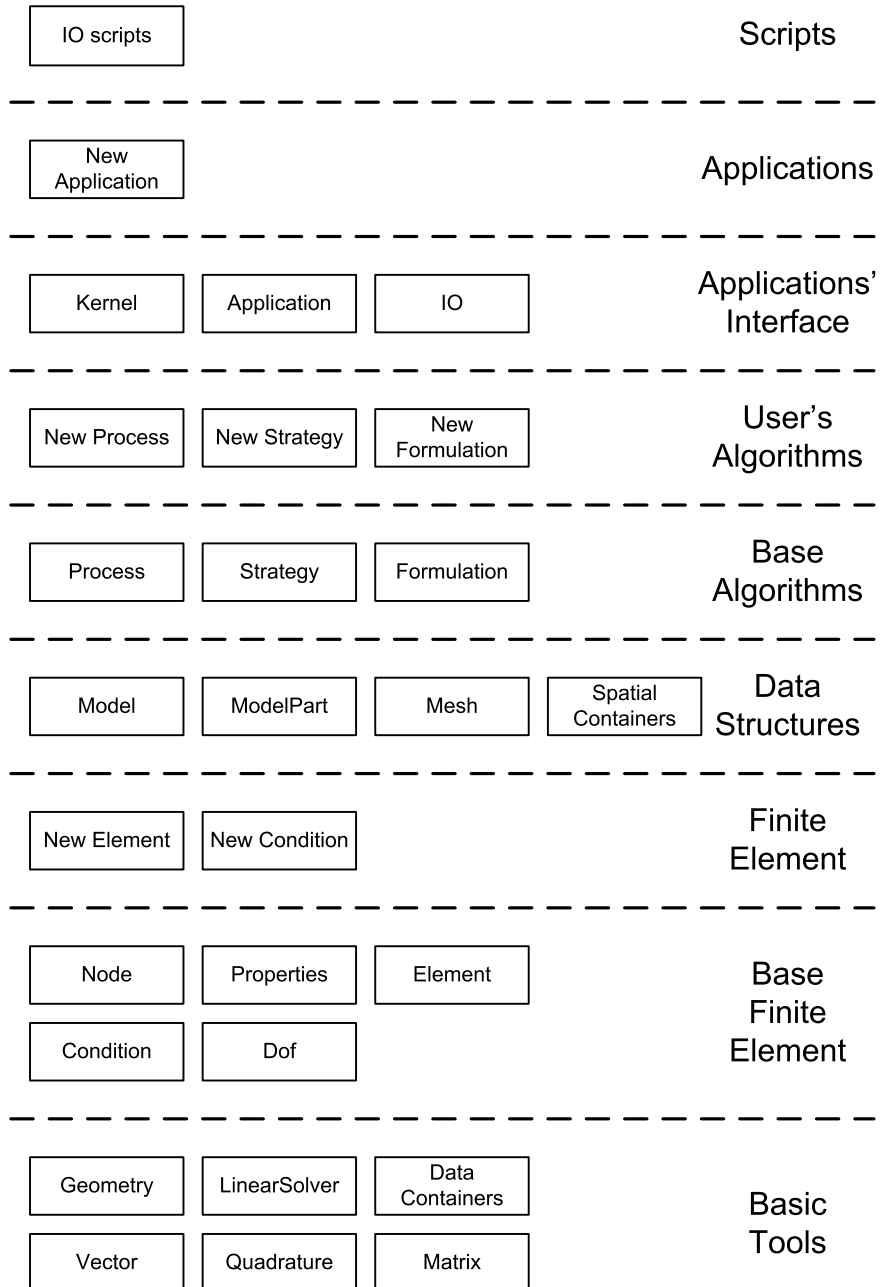 IO scripts
Scripts
New
Application
Applications
Kernel
Application
IO
Applications’
Interface
New Process
New Strategy
New
Formulation
User’s
Algorithms
Process
Strategy
Formulation
Base
Algorithms
Model
ModelPart
Mesh
Spatial
Containers
Data
Structures
New Element
New Condition
Finite
Element
Node
Properties
Element
Condition
Dof
Base
Finite
Element
Geometry
LinearSolver
Data
Containers
Vector
Quadrature
Matrix
Basic
Tools